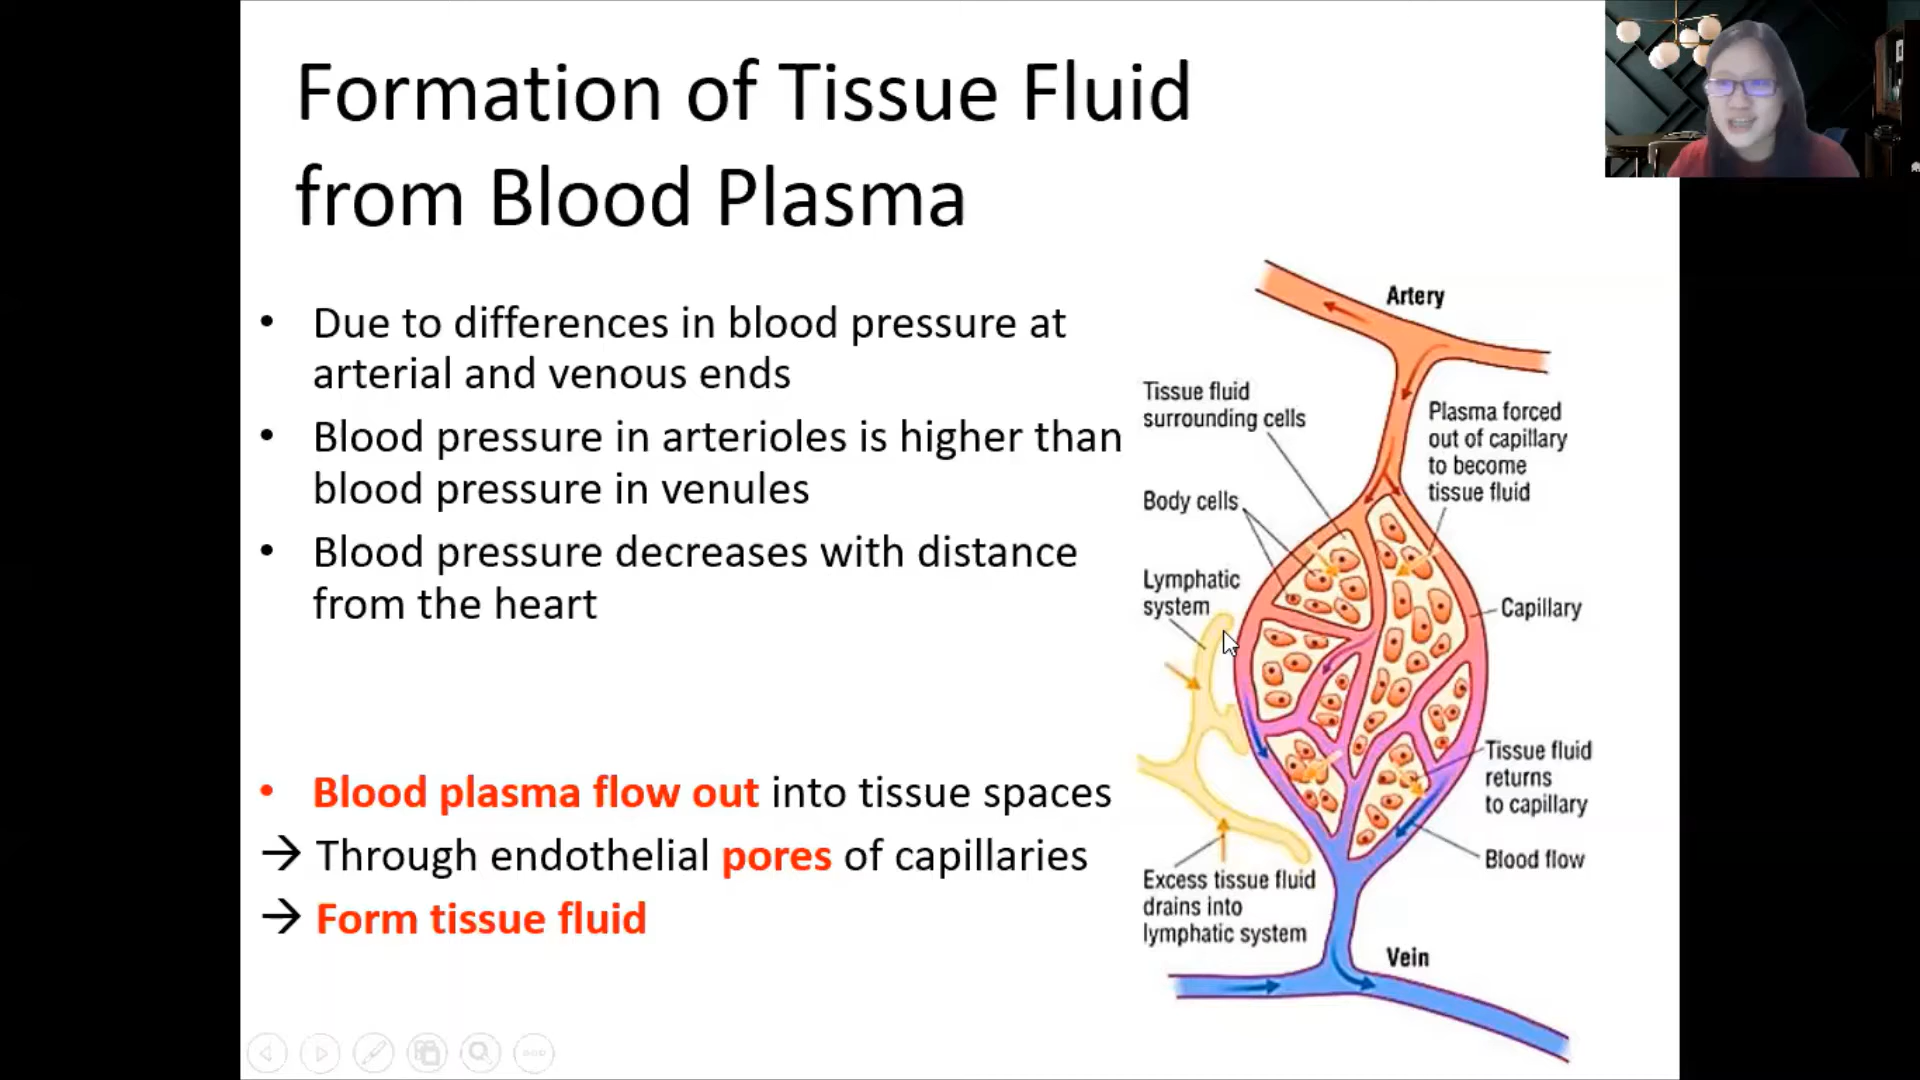 Formation of Tissue Fluid
from Blood Plasma
• Due to differences in blood pressure at
arterial and venous ends
• Blood pressure in arterioles is higher than
blood pressure in venules
• Blood pressure decreases with distance
from the heart
• Blood plasma flow out into tissue spaces
→ Through endothelial pores of capillaries
→ Form tissue fluid
Artery
Tissue fluid
surrounding cells
Plasma forced
out of capillary
to become
tissue fluid
Body cells
Lymphatic
system
Capillary
Tissue fluid
returns
to capillary
Blood flow
Excess tissue fluid
drains into
lymphatic system
Vein